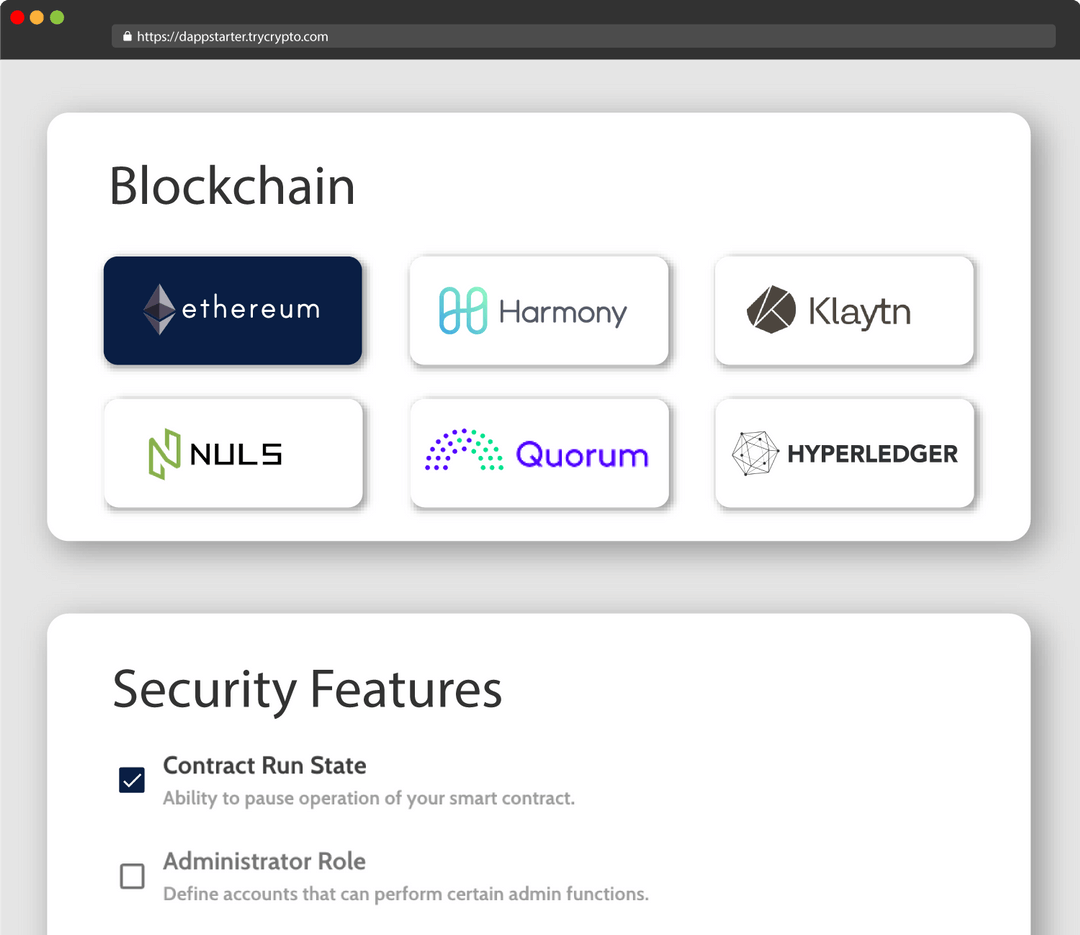 https://dappstarter.trycrypto.com
Blockchain
ethereum
Harmony
Klaytn
NULS
Quorum
HYPERLEDGER
Security Features
Contract Run State
Ability to pause operation of your smart contract.
Administrator Role
Define accounts that can perform certain admin functions.